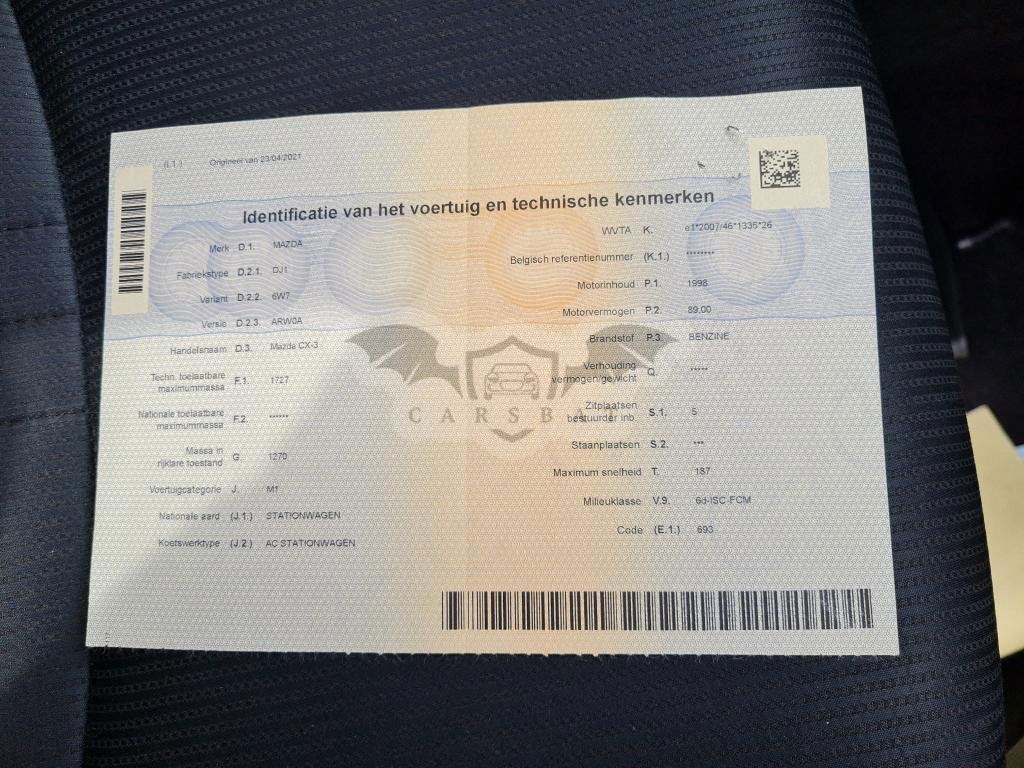 (L1.) Origineel van 23/04/2021
Identificatie van het voertuig en technische kenmerken
Merk D.1. MAZDA
Fabriekstype D.2.1. DJ1
Variant D.2.2. 6W7
Versie D.2.3. ARW0A
Handelsnaam D.3. Mazda CX-3
Techn. toelaatbare
maximummassa F.1. 1727
Nationale toelaatbare
maximummassa F.2. ******
Massa in
rijklare toestand G. 1270
Voertuigcategorie J. M1
Nationale aard (J.1.) STATIONWAGEN
Koetswerktype (J.2.) AC STATIONWAGEN
WVTA K. e1*2007/46*1335*26
Belgisch referentienummer (K.1.) ********
Motorinhoud P.1. 1998
Motorvermogen P.2. 89.00
Brandstof P.3. BENZINE
Verhouding
vermogen/gewicht Q. *****
Zitplaatsen
bestuurder inb. S.1. 5
Staanplaatsen S.2. ***
Maximum snelheid T. 187
Milieuklasse V.9. 6d-ISC-FCM
Code (E.1.) 693
CARSBA